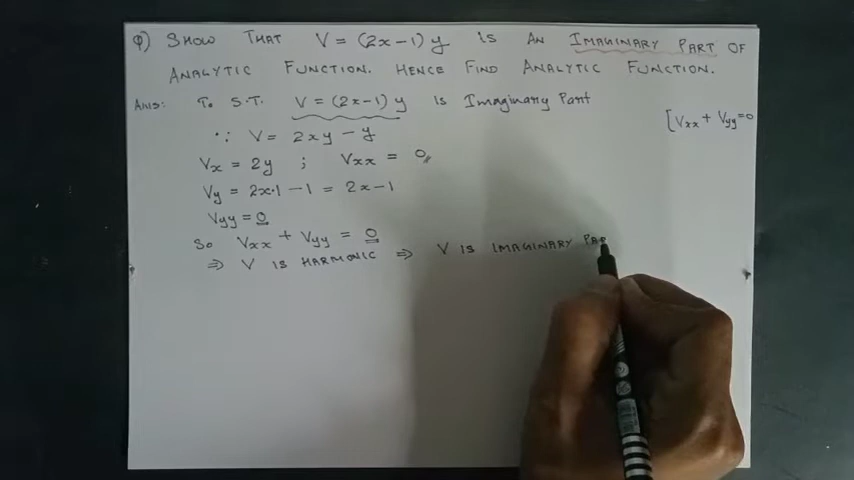 Q) SHOW THAT V = (2x-1) y IS AN IMAGINARY PART OF
ANALYTIC FUNCTION. HENCE FIND ANALYTIC FUNCTION.
ANS: To S.T. V = (2x-1) y is Imaginary Part
[Vxx + Vyy = 0
∵ V = 2xy - y
Vx = 2y ; Vxx = 0
Vy = 2x·1 - 1 = 2x-1
Vyy = 0
So Vxx + Vyy = 0
⇒ V IS HARMONIC ⇒ V IS IMAGINARY PAR